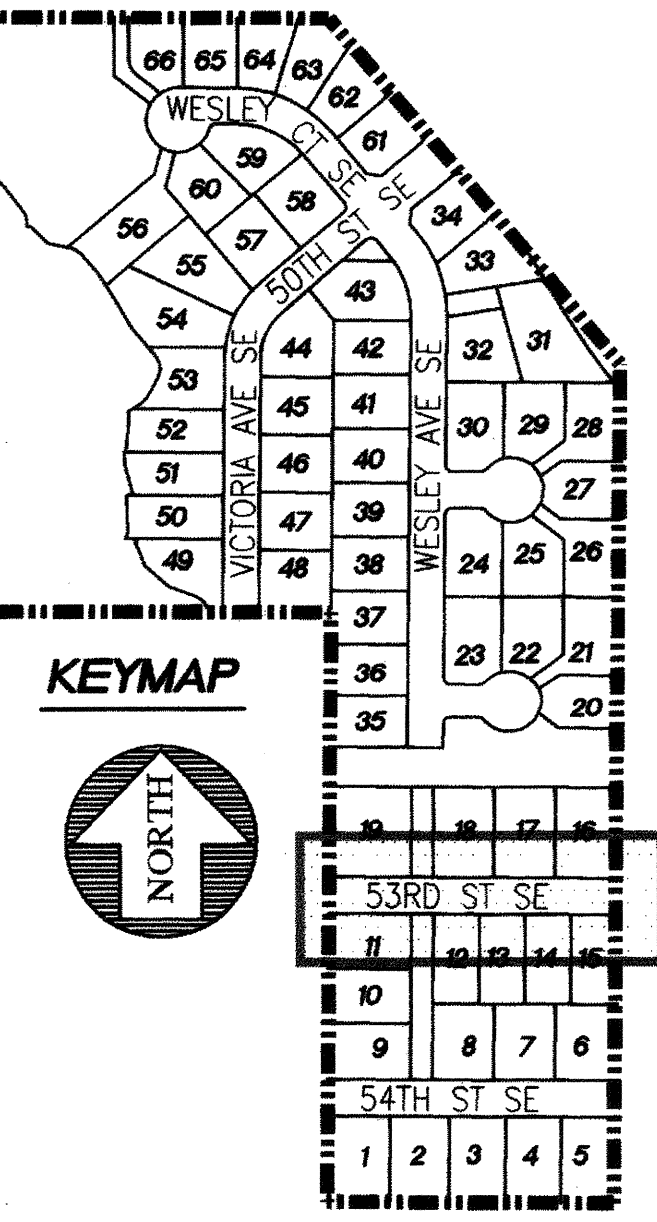 66 65 64 63
62
61
WESLEY CT SE
59
60
58
34
56
57
50TH ST SE
33
55
43
54
44 42 32 31
53
VICTORIA AVE SE
WESLEY AVE SE
45 41
30 29 28
52
46 40
51
27
50
47 39
49
48 38
24 25 26
37
23 22 21
36
KEYMAP
35
20
NORTH
19 18 17 16
53RD ST SE
11 12 13 14 15
10
9 8 7 6
54TH ST SE
1 2 3 4 5